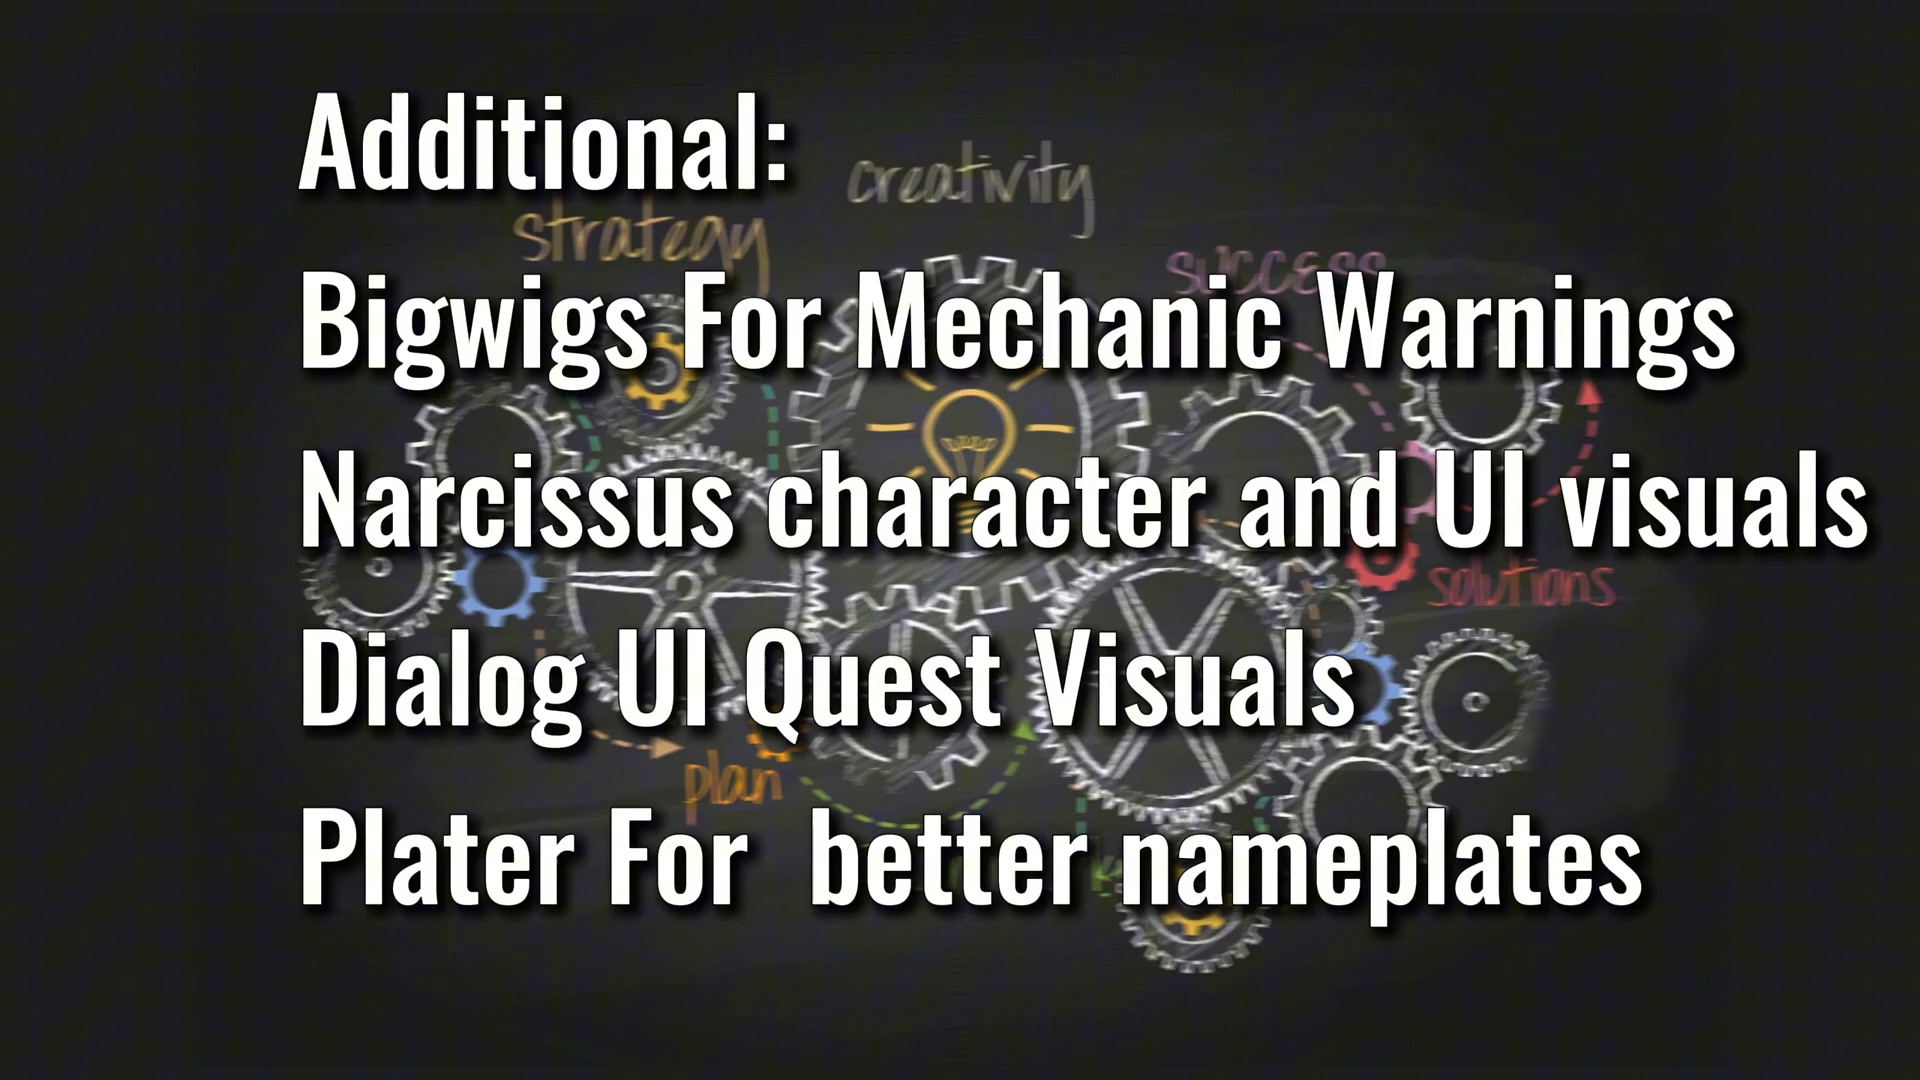 Additional:
creativity
strategy
success
Bigwigs For Mechanic Warnings
Narcissus character and UI visuals
solutions
Dialog UI Quest Visuals
plan
Plater For  better nameplates